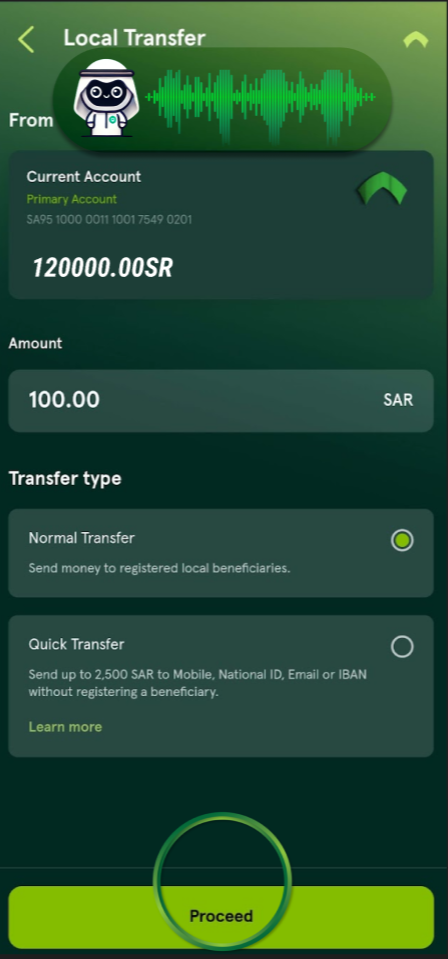 Local Transfer
From
Current Account
Primary Account
SA95 1000 0011 1001 7549 0201
120000.00SR
Amount
100.00 SAR
Transfer type
Normal Transfer
Send money to registered local beneficiaries.
Quick Transfer
Send up to 2,500 SAR to Mobile, National ID, Email or IBAN
without registering a beneficiary.
Learn more
Proceed